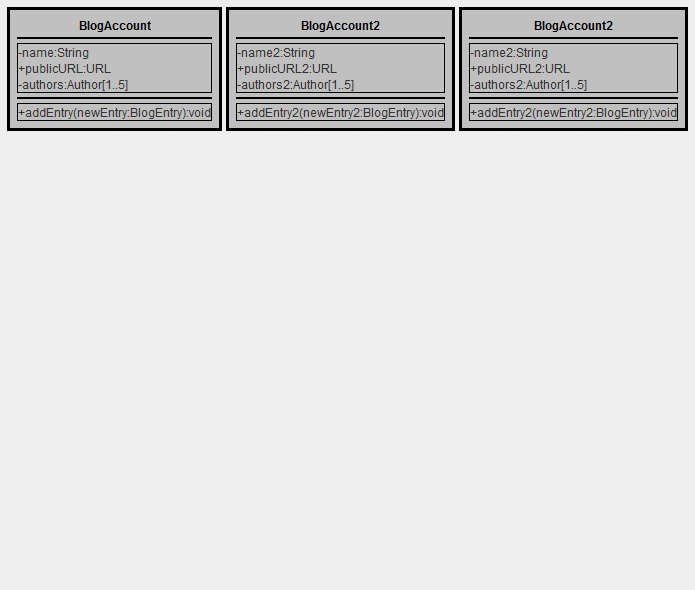 BlogAccount
-name:String
+publicURL:URL
-authors:Author[1..5]
+addEntry(newEntry:BlogEntry):void
BlogAccount2
-name2:String
+publicURL2:URL
-authors2:Author[1..5]
+addEntry2(newEntry2:BlogEntry):void
BlogAccount2
-name2:String
+publicURL2:URL
-authors2:Author[1..5]
+addEntry2(newEntry2:BlogEntry):void